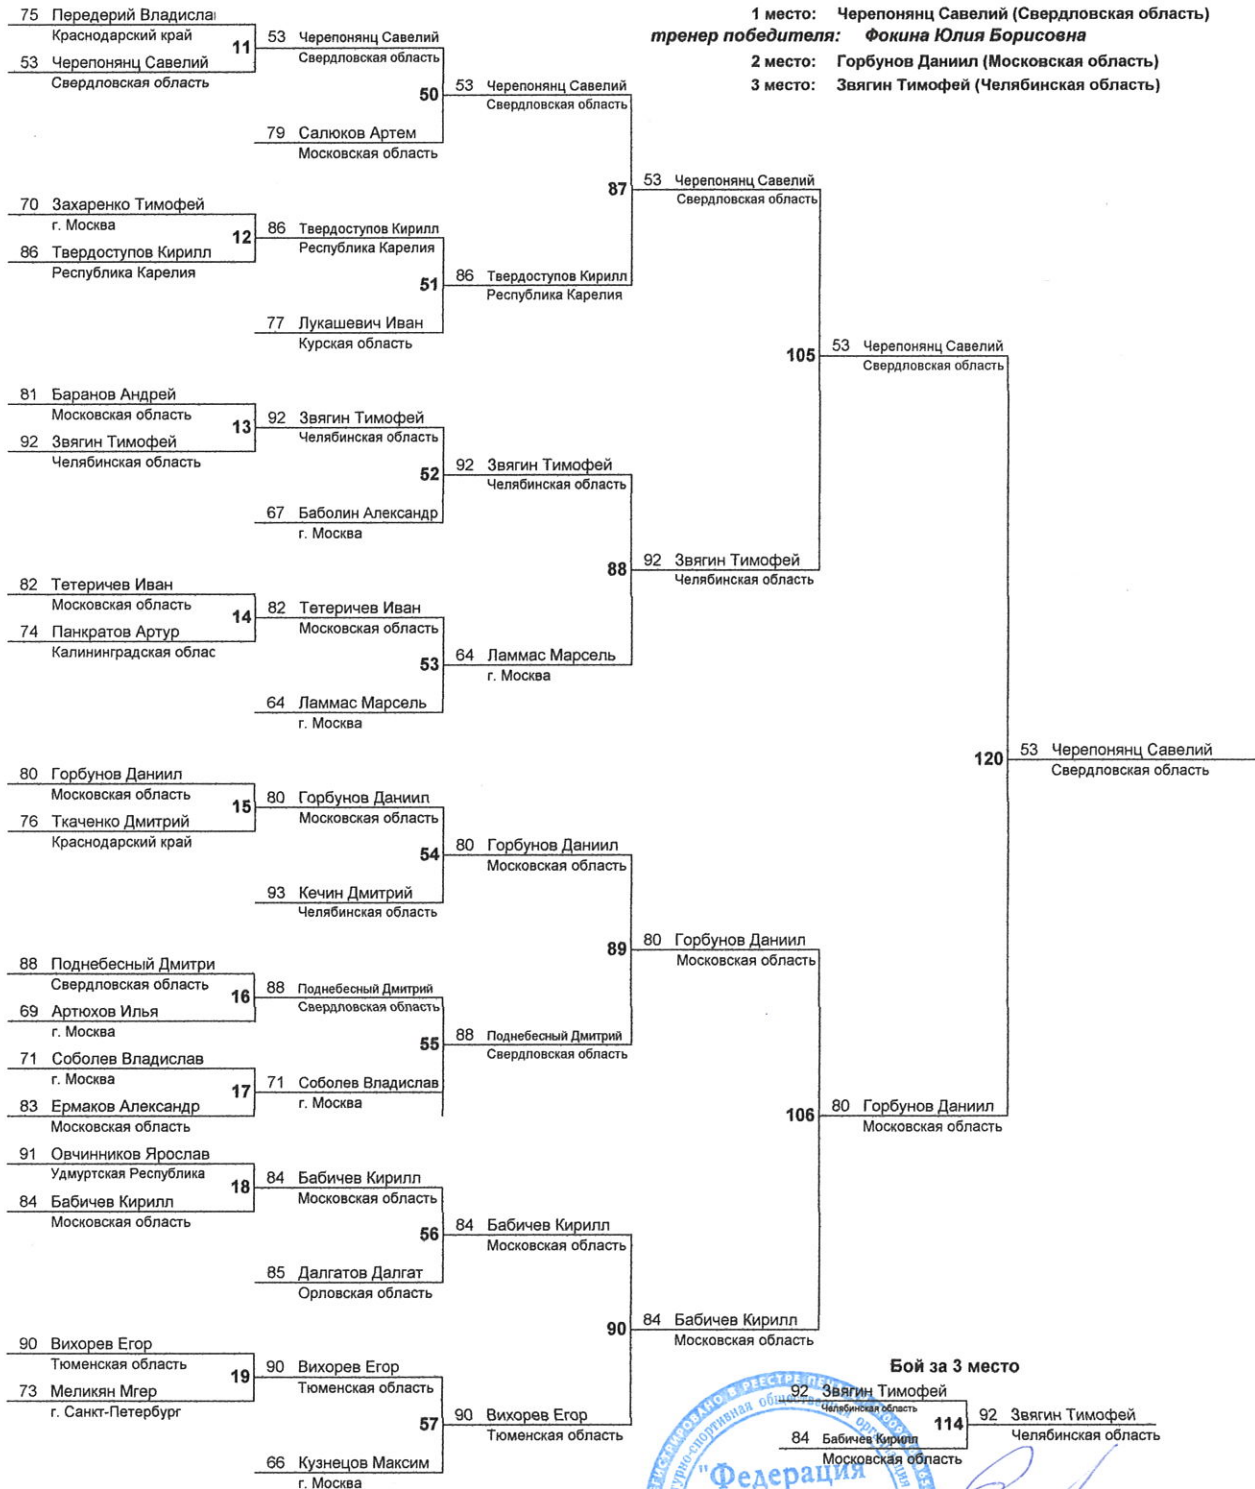 1 место: Черепонянц Савелий (Свердловская область)
тренер победителя: Фокина Юлия Борисовна
2 место: Горбунов Даниил (Московская область)
3 место: Звягин Тимофей (Челябинская область)
75 Передерий Владисла
Краснодарский край
11
53 Черепонянц Савелий
Свердловская область
53 Черепонянц Савелий
Свердловская область
50
79 Салюков Артем
Московская область
53 Черепонянц Савелий
Свердловская область
70 Захаренко Тимофей
г. Москва
12
86 Твердоступов Кирилл
Республика Карелия
86 Твердоступов Кирилл
Республика Карелия
51
77 Лукашевич Иван
Курская область
86 Твердоступов Кирилл
Республика Карелия
87
53 Черепонянц Савелий
Свердловская область
81 Баранов Андрей
Московская область
13
92 Звягин Тимофей
Челябинская область
92 Звягин Тимофей
Челябинская область
52
67 Баболин Александр
г. Москва
92 Звягин Тимофей
Челябинская область
82 Тетеричев Иван
Московская область
14
74 Панкратов Артур
Калининградская облас
82 Тетеричев Иван
Московская область
53
64 Ламмас Марсель
г. Москва
64 Ламмас Марсель
г. Москва
88
92 Звягин Тимофей
Челябинская область
105
53 Черепонянц Савелий
Свердловская область
80 Горбунов Даниил
Московская область
15
76 Ткаченко Дмитрий
Краснодарский край
80 Горбунов Даниил
Московская область
54
93 Кечин Дмитрий
Челябинская область
80 Горбунов Даниил
Московская область
88 Поднебесный Дмитри
Свердловская область
16
69 Артюхов Илья
г. Москва
88 Поднебесный Дмитрий
Свердловская область
71 Соболев Владислав
г. Москва
17
83 Ермаков Александр
Московская область
71 Соболев Владислав
г. Москва
55
88 Поднебесный Дмитрий
Свердловская область
89
80 Горбунов Даниил
Московская область
91 Овчинников Ярослав
Удмуртская Республика
18
84 Бабичев Кирилл
Московская область
84 Бабичев Кирилл
Московская область
56
85 Далгатов Далгат
Орловская область
84 Бабичев Кирилл
Московская область
90 Вихорев Егор
Тюменская область
19
73 Меликян Мгер
г. Санкт-Петербург
90 Вихорев Егор
Тюменская область
57
66 Кузнецов Максим
г. Москва
90 Вихорев Егор
Тюменская область
90
84 Бабичев Кирилл
Московская область
106
80 Горбунов Даниил
Московская область
120
53 Черепонянц Савелий
Свердловская область
Бой за 3 место
92 Звягин Тимофей
Челябинская область
114
84 Бабичев Кирилл
Московская область
92 Звягин Тимофей
Челябинская область
"Федерация